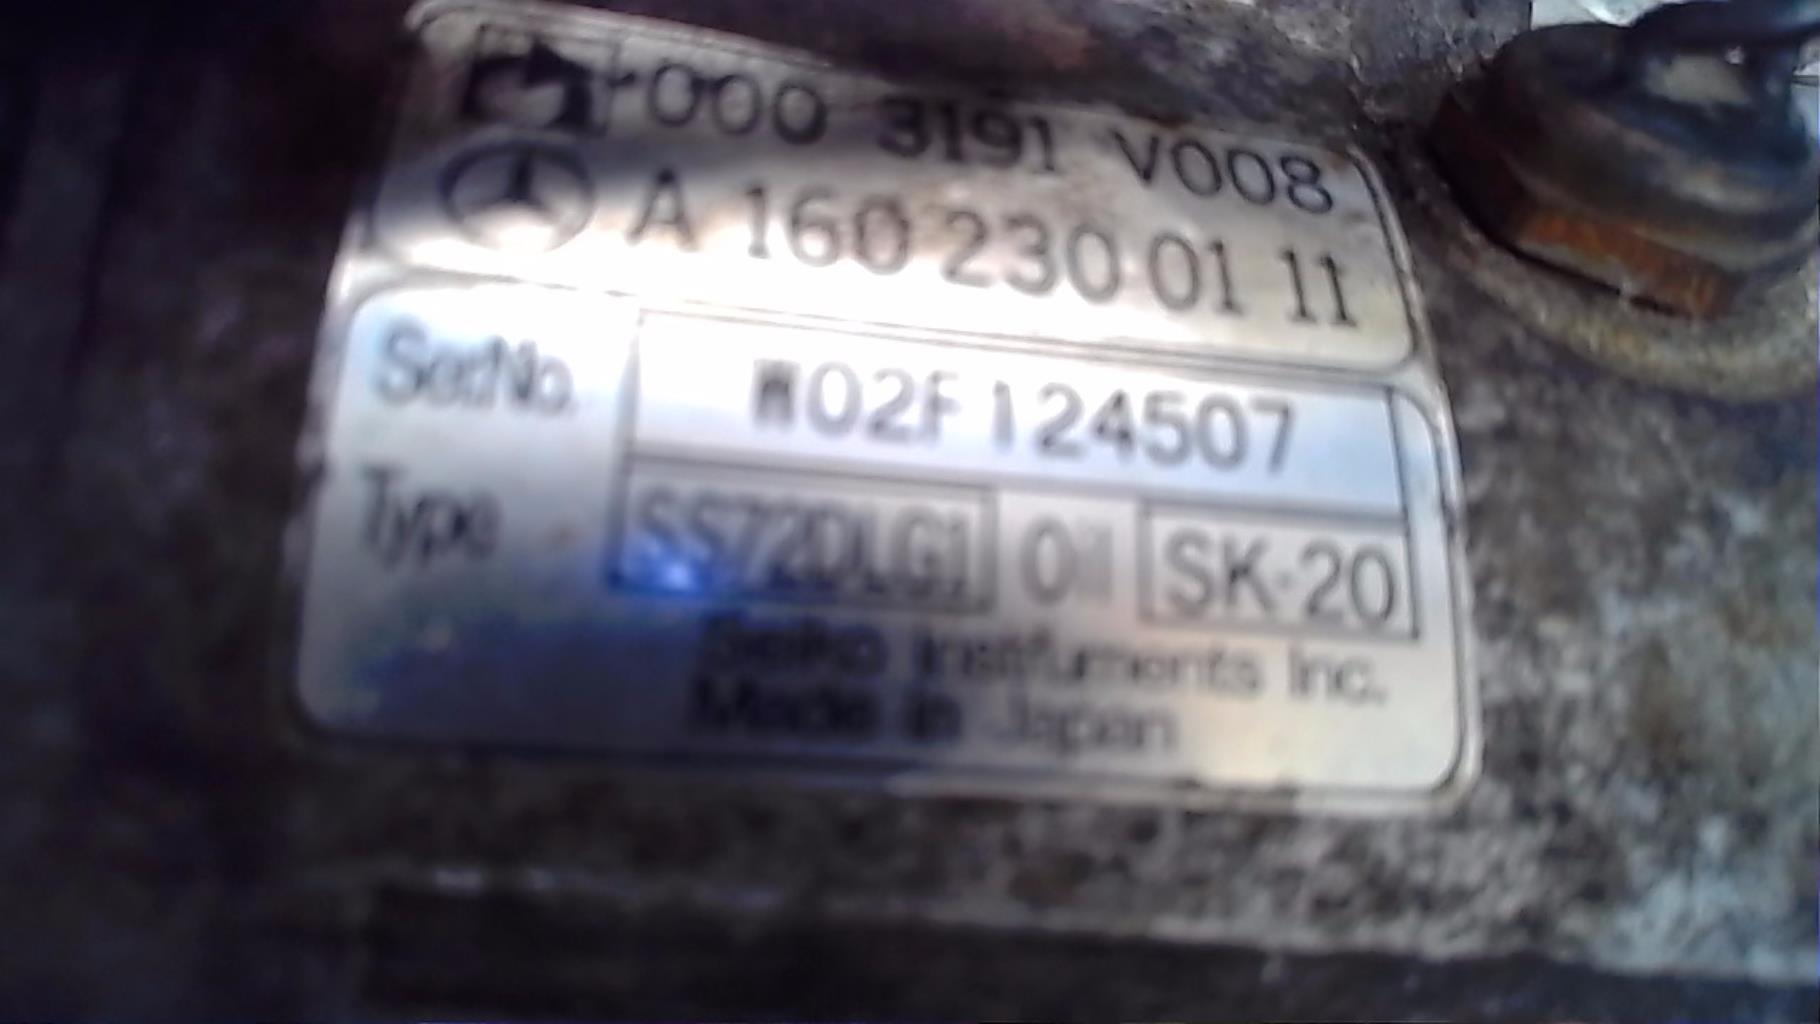 000 3191 V008
A 160 230 01 11
Ser.No. W02F124507
Type SS72DLG1 Oil SK-20
Seiko Instruments Inc.
Made in Japan